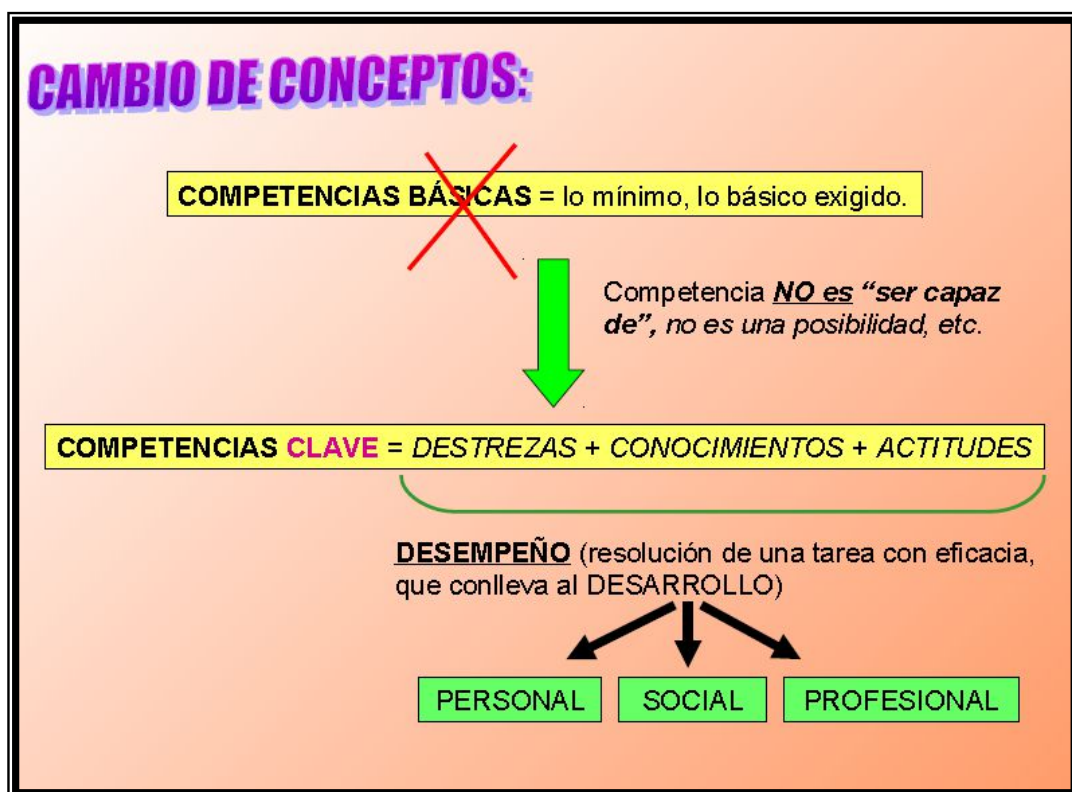 CAMBIO DE CONCEPTOS:
COMPETENCIAS BÁSICAS = lo mínimo, lo básico exigido.
Competencia NO es “ser capaz
de”, no es una posibilidad, etc.
COMPETENCIAS CLAVE = DESTREZAS + CONOCIMIENTOS + ACTITUDES
DESEMPEÑO (resolución de una tarea con eficacia,
que conlleva al DESARROLLO)
PERSONAL SOCIAL PROFESIONAL